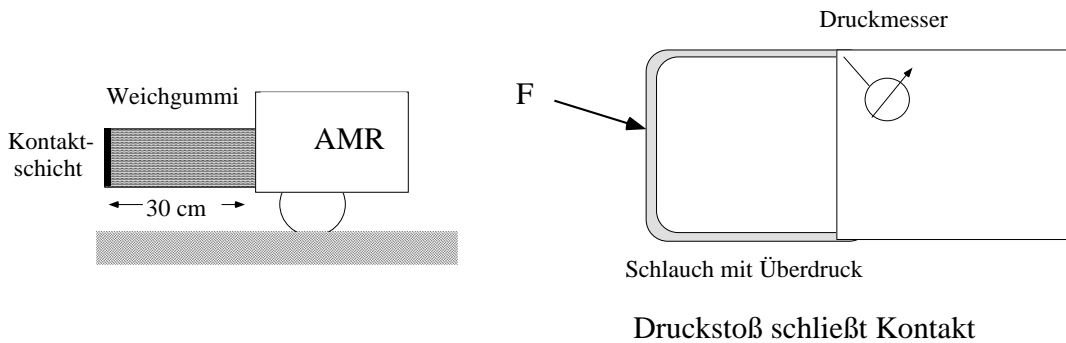 Weichgummi
Kontakt-
schicht
AMR
30 cm
Druckmesser
F
Schlauch mit Überdruck
Druckstoß schließt Kontakt